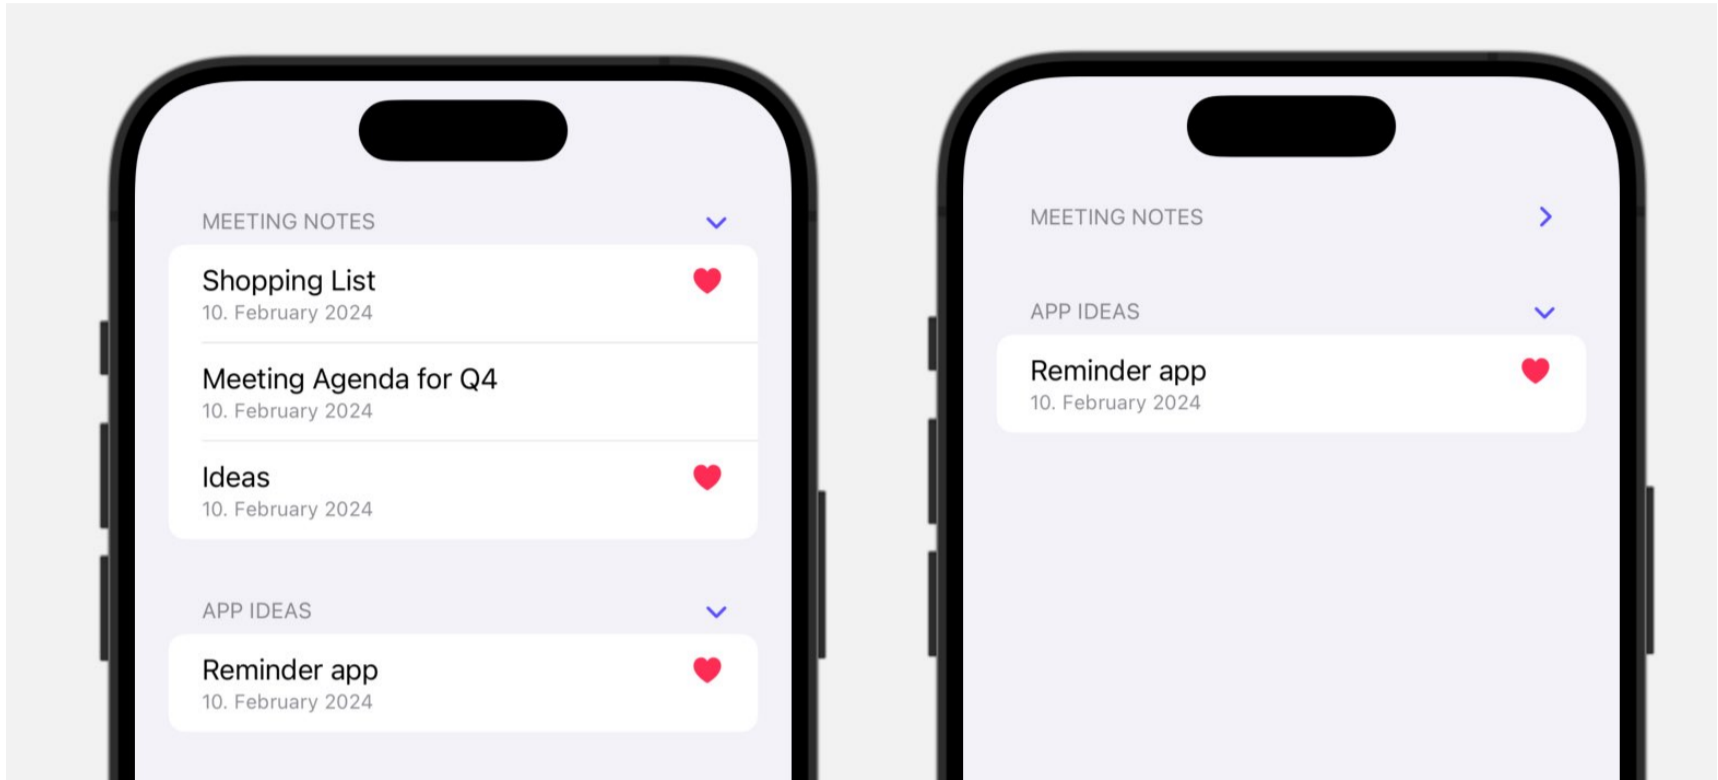 MEETING NOTES
Shopping List
10. February 2024
Meeting Agenda for Q4
10. February 2024
Ideas
10. February 2024
APP IDEAS
Reminder app
10. February 2024
MEETING NOTES
APP IDEAS
Reminder app
10. February 2024